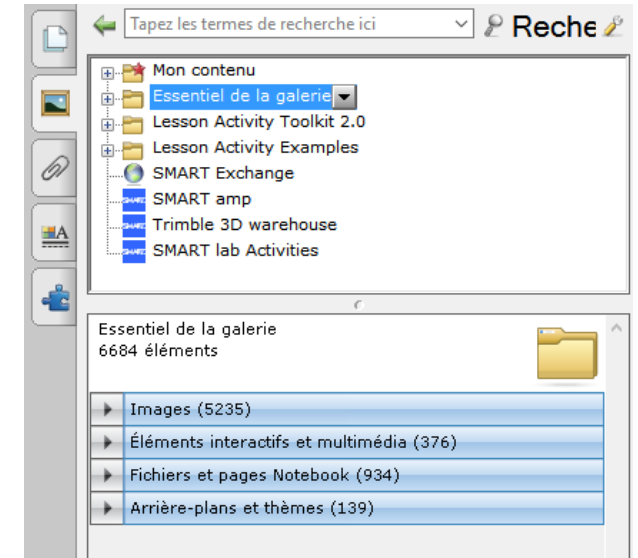 Tapez les termes de recherche ici
Reche
Mon contenu
Essentiel de la galerie
Lesson Activity Toolkit 2.0
Lesson Activity Examples
SMART Exchange
SMART amp
Trimble 3D warehouse
SMART lab Activities
Essentiel de la galerie
6684 éléments
Images (5235)
Éléments interactifs et multimédia (376)
Fichiers et pages Notebook (934)
Arrière-plans et thèmes (139)